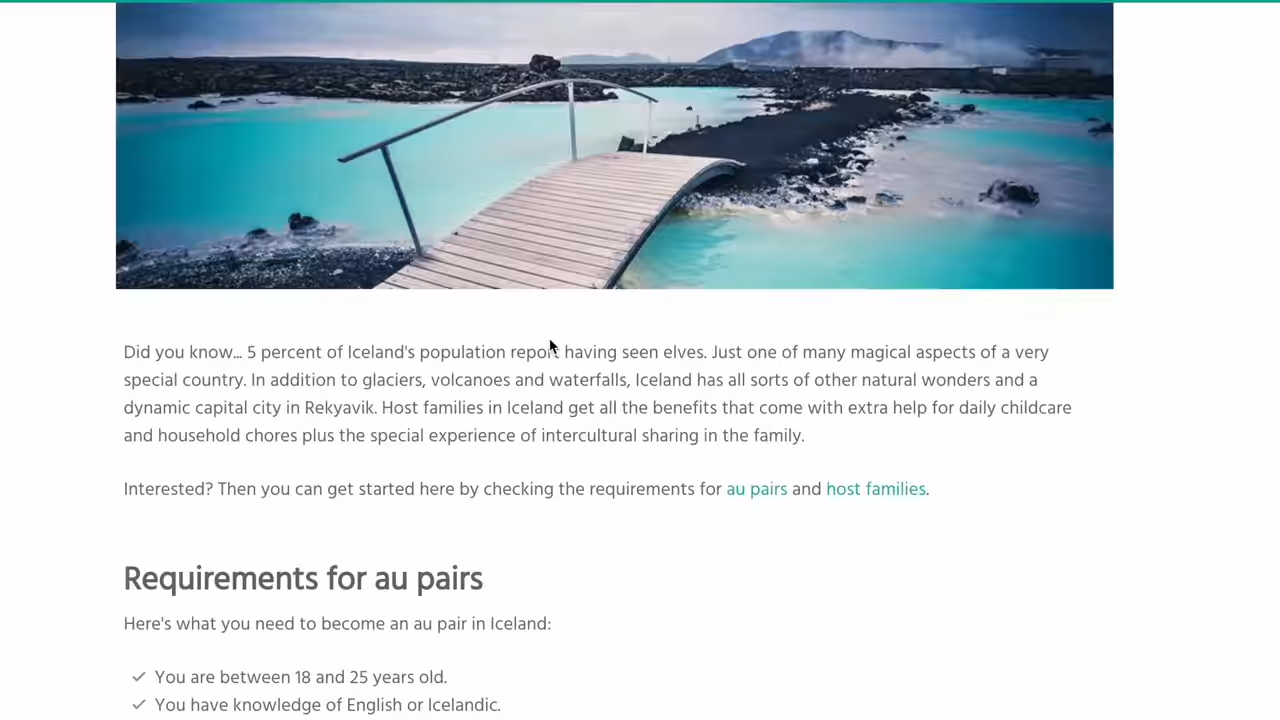 Did you know... 5 percent of Iceland's population report having seen elves. Just one of many magical aspects of a very
special country. In addition to glaciers, volcanoes and waterfalls, Iceland has all sorts of other natural wonders and a
dynamic capital city in Rekyavik. Host families in Iceland get all the benefits that come with extra help for daily childcare
and household chores plus the special experience of intercultural sharing in the family.
Interested? Then you can get started here by checking the requirements for au pairs and host families.
Requirements for au pairs
Here's what you need to become an au pair in Iceland:
You are between 18 and 25 years old.
You have knowledge of English or Icelandic.